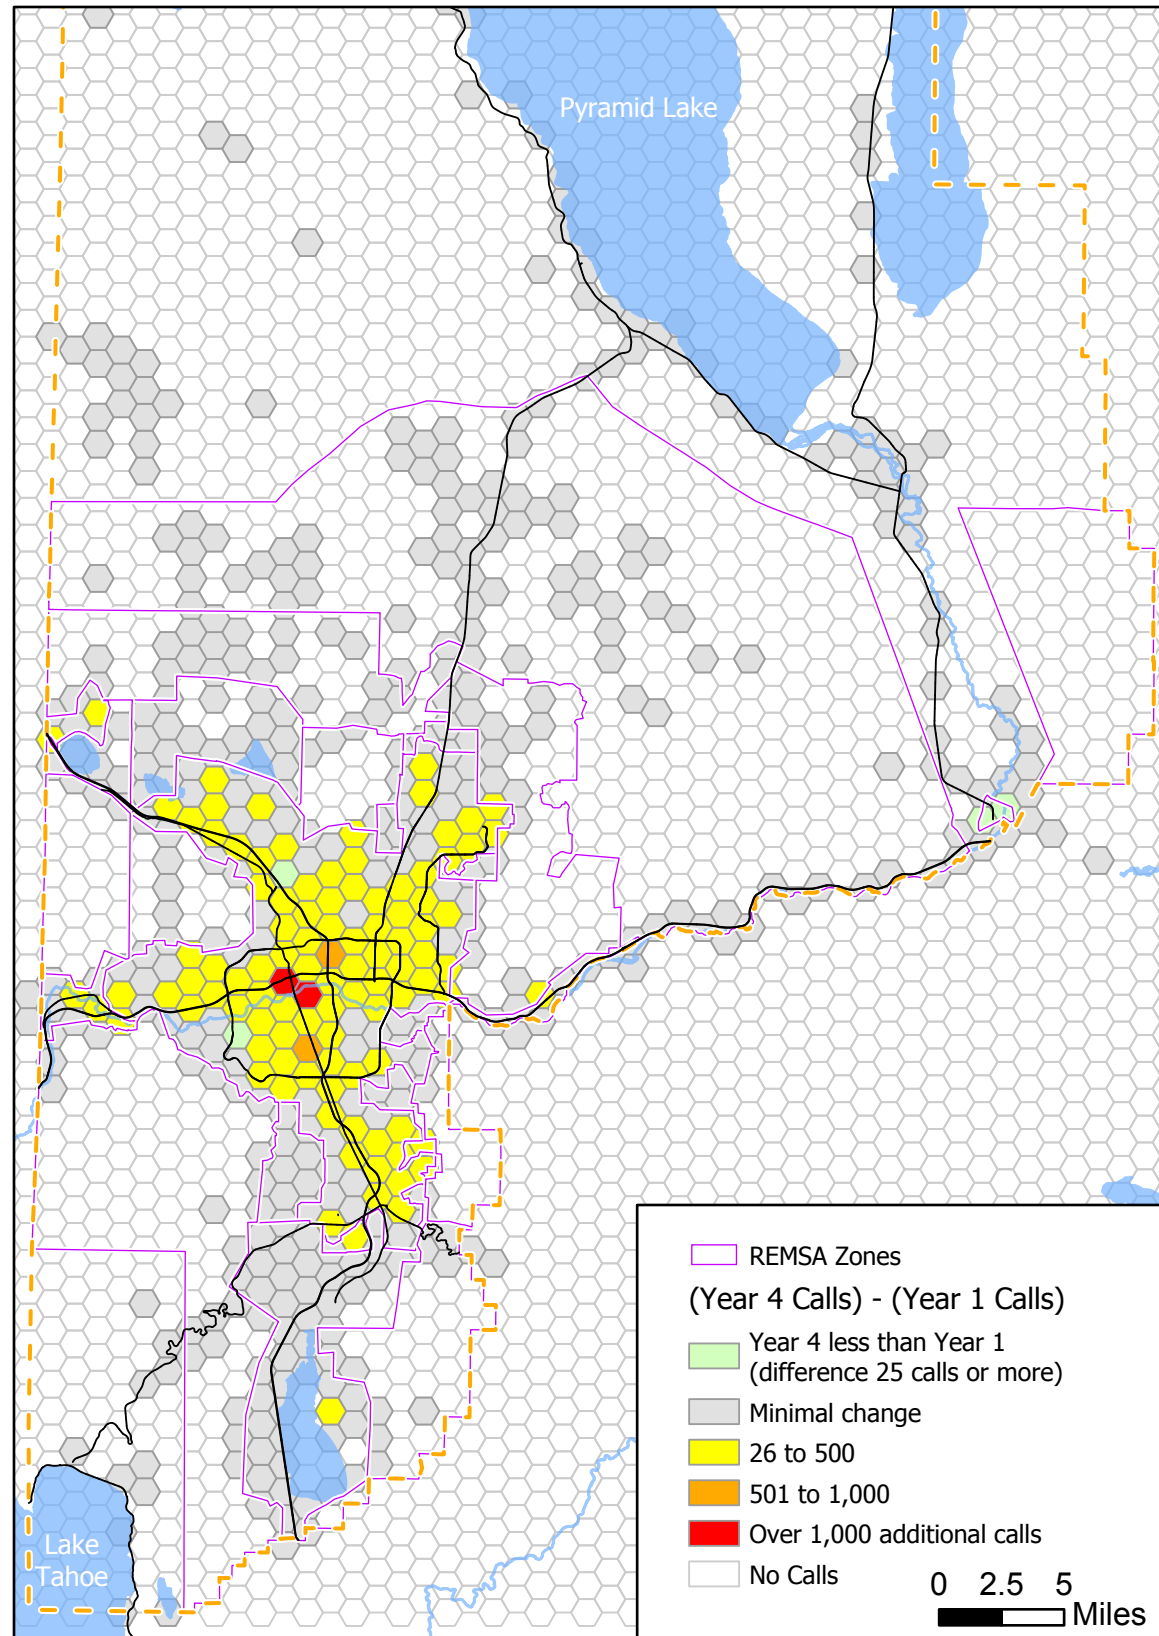 Pyramid Lake
REMSA Zones
(Year 4 Calls) - (Year 1 Calls)
Year 4 less than Year 1
(difference 25 calls or more)
Minimal change
26 to 500
501 to 1,000
Over 1,000 additional calls
No Calls
0 2.5 5
Miles
Lake
Tahoe